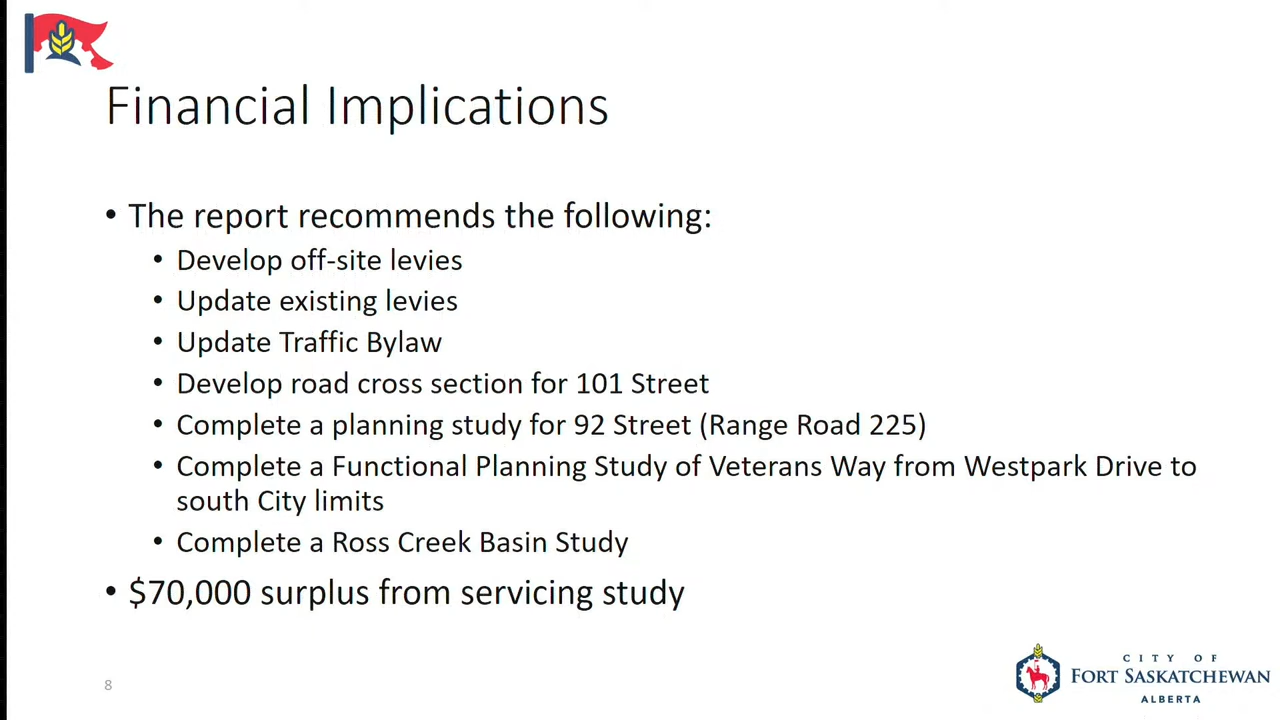 Financial Implications
• The report recommends the following:
• Develop off-site levies
• Update existing levies
• Update Traffic Bylaw
• Develop road cross section for 101 Street
• Complete a planning study for 92 Street (Range Road 225)
• Complete a Functional Planning Study of Veterans Way from Westpark Drive to
south City limits
• Complete a Ross Creek Basin Study
• $70,000 surplus from servicing study
8
CITY OF
FORT SASKATCHEWAN
ALBERTA